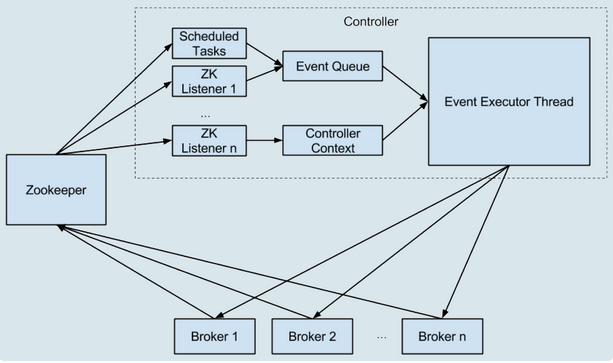 Controller
Scheduled
Tasks
ZK
Listener 1
...
ZK
Listener n
Event Queue
Controller
Context
Event Executor Thread
Zookeeper
Broker 1
Broker 2
...
Broker n